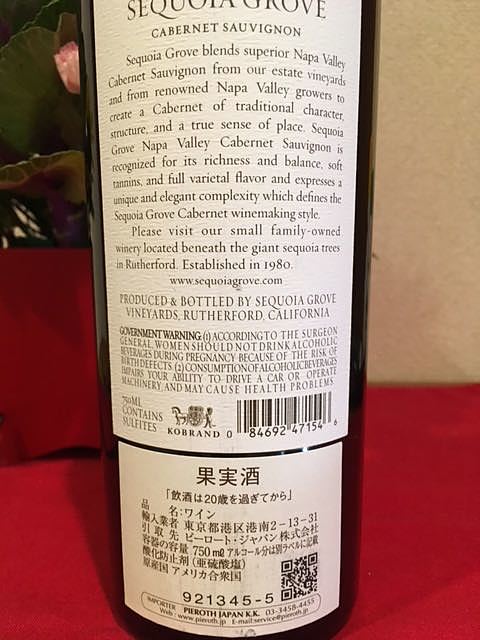 SEQUOIA GROVE
CABERNET SAUVIGNON
Sequoia Grove blends superior Napa Valley
Cabernet Sauvignon from our estate vineyards
and from renowned Napa Valley growers to
create a Cabernet of traditional character,
structure, and a true sense of place. Sequoia
Grove Napa Valley Cabernet Sauvignon is
recognized for its richness and balance, soft
tannins, and full varietal flavor and expresses a
unique and elegant complexity which defines the
Sequoia Grove Cabernet winemaking style.
Please visit our small family-owned
winery located beneath the giant sequoia trees
in Rutherford. Established in 1980.
www.sequoiagrove.com
PRODUCED & BOTTLED BY SEQUOIA GROVE
VINEYARDS, RUTHERFORD, CALIFORNIA
GOVERNMENT WARNING: (1) ACCORDING TO THE SURGEON
GENERAL, WOMEN SHOULD NOT DRINK ALCOHOLIC
BEVERAGES DURING PREGNANCY BECAUSE OF THE RISK OF
BIRTH DEFECTS. (2) CONSUMPTION OF ALCOHOLIC BEVERAGES
IMPAIRS YOUR ABILITY TO DRIVE A CAR OR OPERATE
MACHINERY, AND MAY CAUSE HEALTH PROBLEMS.
750ML
CONTAINS
SULFITES
KOBRAND
0 84692 47154 6
果実酒
「飲酒は20歳を過ぎてから」
品名:ワイン
輸入業者 東京都港区港南2-13-31
引取先 ピーロート・ジャパン株式会社
容器の容量 750㎖ アルコール分は別ラベルに記載
酸化防止剤(亜硫酸塩)
原産国 アメリカ合衆国
921345-5
IMPORTER PIEROTH JAPAN K.K. 03-3458-4455
Web : www.pieroth.jp E-mail:service@pieroth.jp